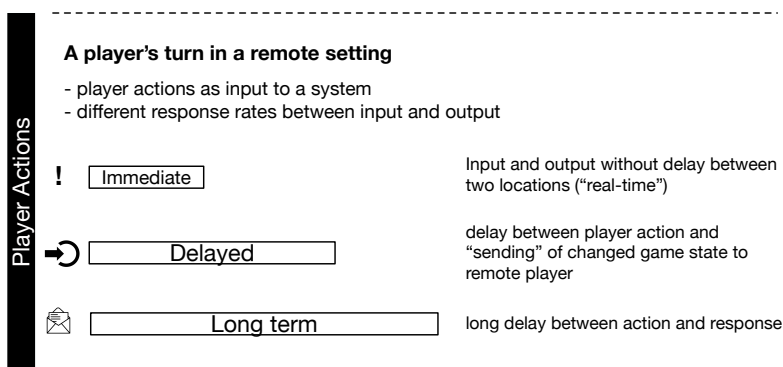 A player’s turn in a remote setting
- player actions as input to a system
- different response rates between input and output
Player Actions
!
Immediate
Input and output without delay between
two locations (“real-time”)
Delayed
delay between player action and
“sending” of changed game state to
remote player
Long term
long delay between action and response